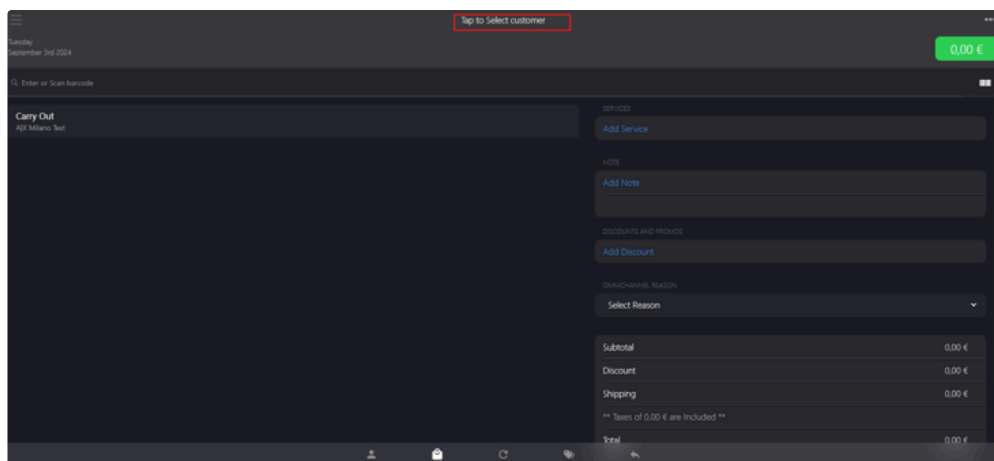 Tap to Select customer
Tuesday
September 3rd 2024
0,00 €
Enter or Scan barcode
Carry Out
A|X Milano Test
SERVICES
Add Service
NOTE
Add Note
DISCOUNTS AND PROMOS
Add Discount
OMNICHANNEL REASON
Select Reason
Subtotal 0,00 €
Discount 0,00 €
Shipping 0,00 €
** Taxes of 0,00 € are Included **
Total 0,00 €